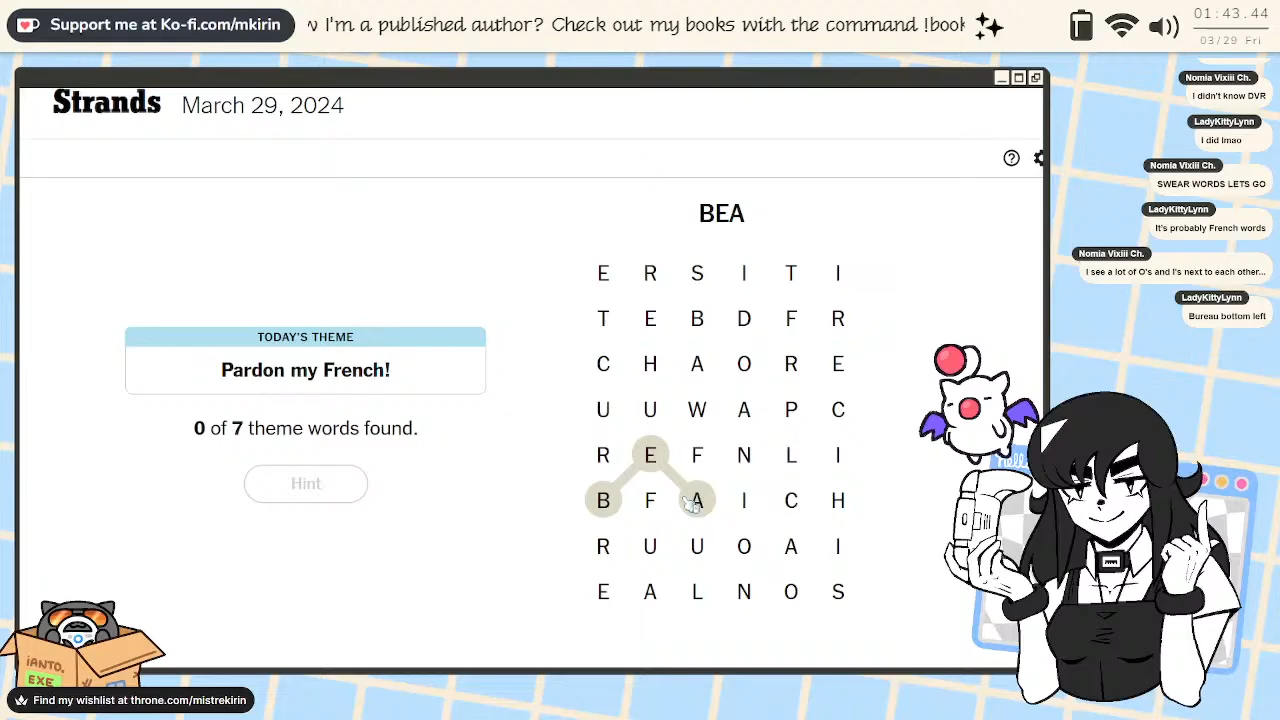 Support me at Ko-fi.com/mkirin
w I'm a published author? Check out my books with the command !book
01:43.44
03/29 Fri
Strands March 29, 2024
BEA
TODAY'S THEME
Pardon my French!
0 of 7 theme words found.
Hint
E R S I T I
T E B D F R
C H A O R E
U U W A P C
R E F N L I
B F A I C H
R U U O A I
E A L N O S
Nomia Vixiii Ch.
I didn't know DVR
LadyKittyLynn
I did lmao
Nomia Vixiii Ch.
SWEAR WORDS LETS GO
LadyKittyLynn
It's probably French words
Nomia Vixiii Ch.
I see a lot of O's and I's next to each other...
LadyKittyLynn
Bureau bottom left
iANTO.
EXE
Find my wishlist at throne.com/mistrekirin